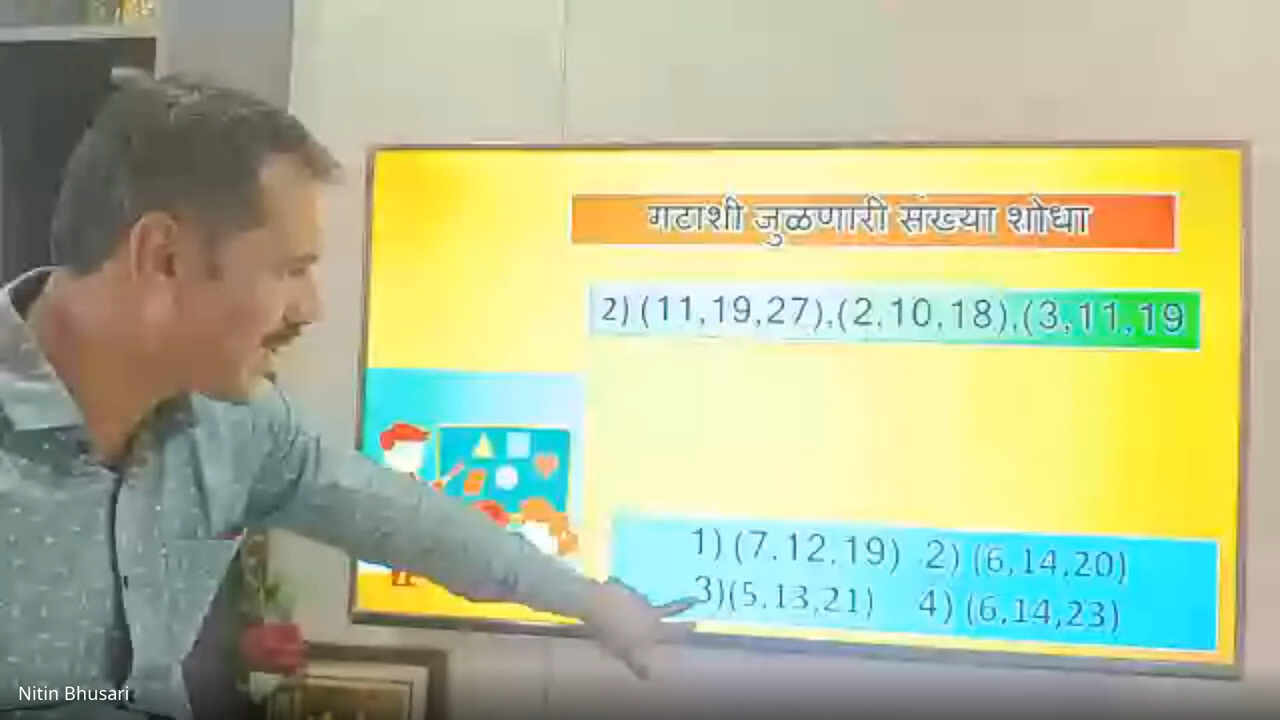 गटाशी जुळणारी संख्या शोधा
2) (11,19,27),(2,10,18),(3,11,19
1) (7,12,19) 2) (6,14,20)
3)(5,13,21) 4) (6,14,23)
Nitin Bhusari